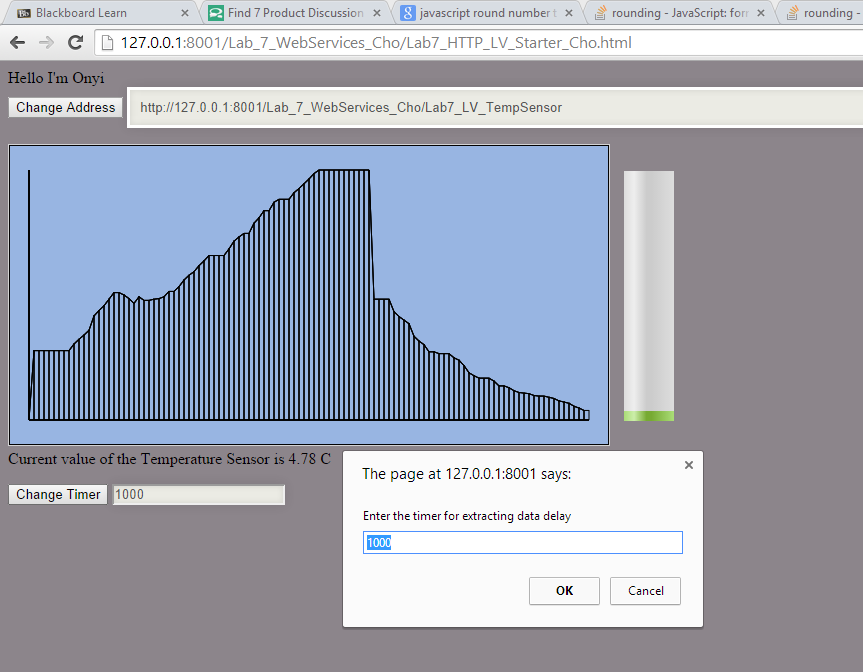 Blackboard Learn
Find 7 Product Discussion
javascript round number t
rounding - JavaScript: forr
rounding -
127.0.0.1:8001/Lab_7_WebServices_Cho/Lab7_HTTP_LV_Starter_Cho.html
Hello I'm Onyi
Change Address http://127.0.0.1:8001/Lab_7_WebServices_Cho/Lab7_LV_TempSensor
Current value of the Temperature Sensor is 4.78 C
Change Timer 1000
The page at 127.0.0.1:8001 says:
Enter the timer for extracting data delay
1000
OK Cancel